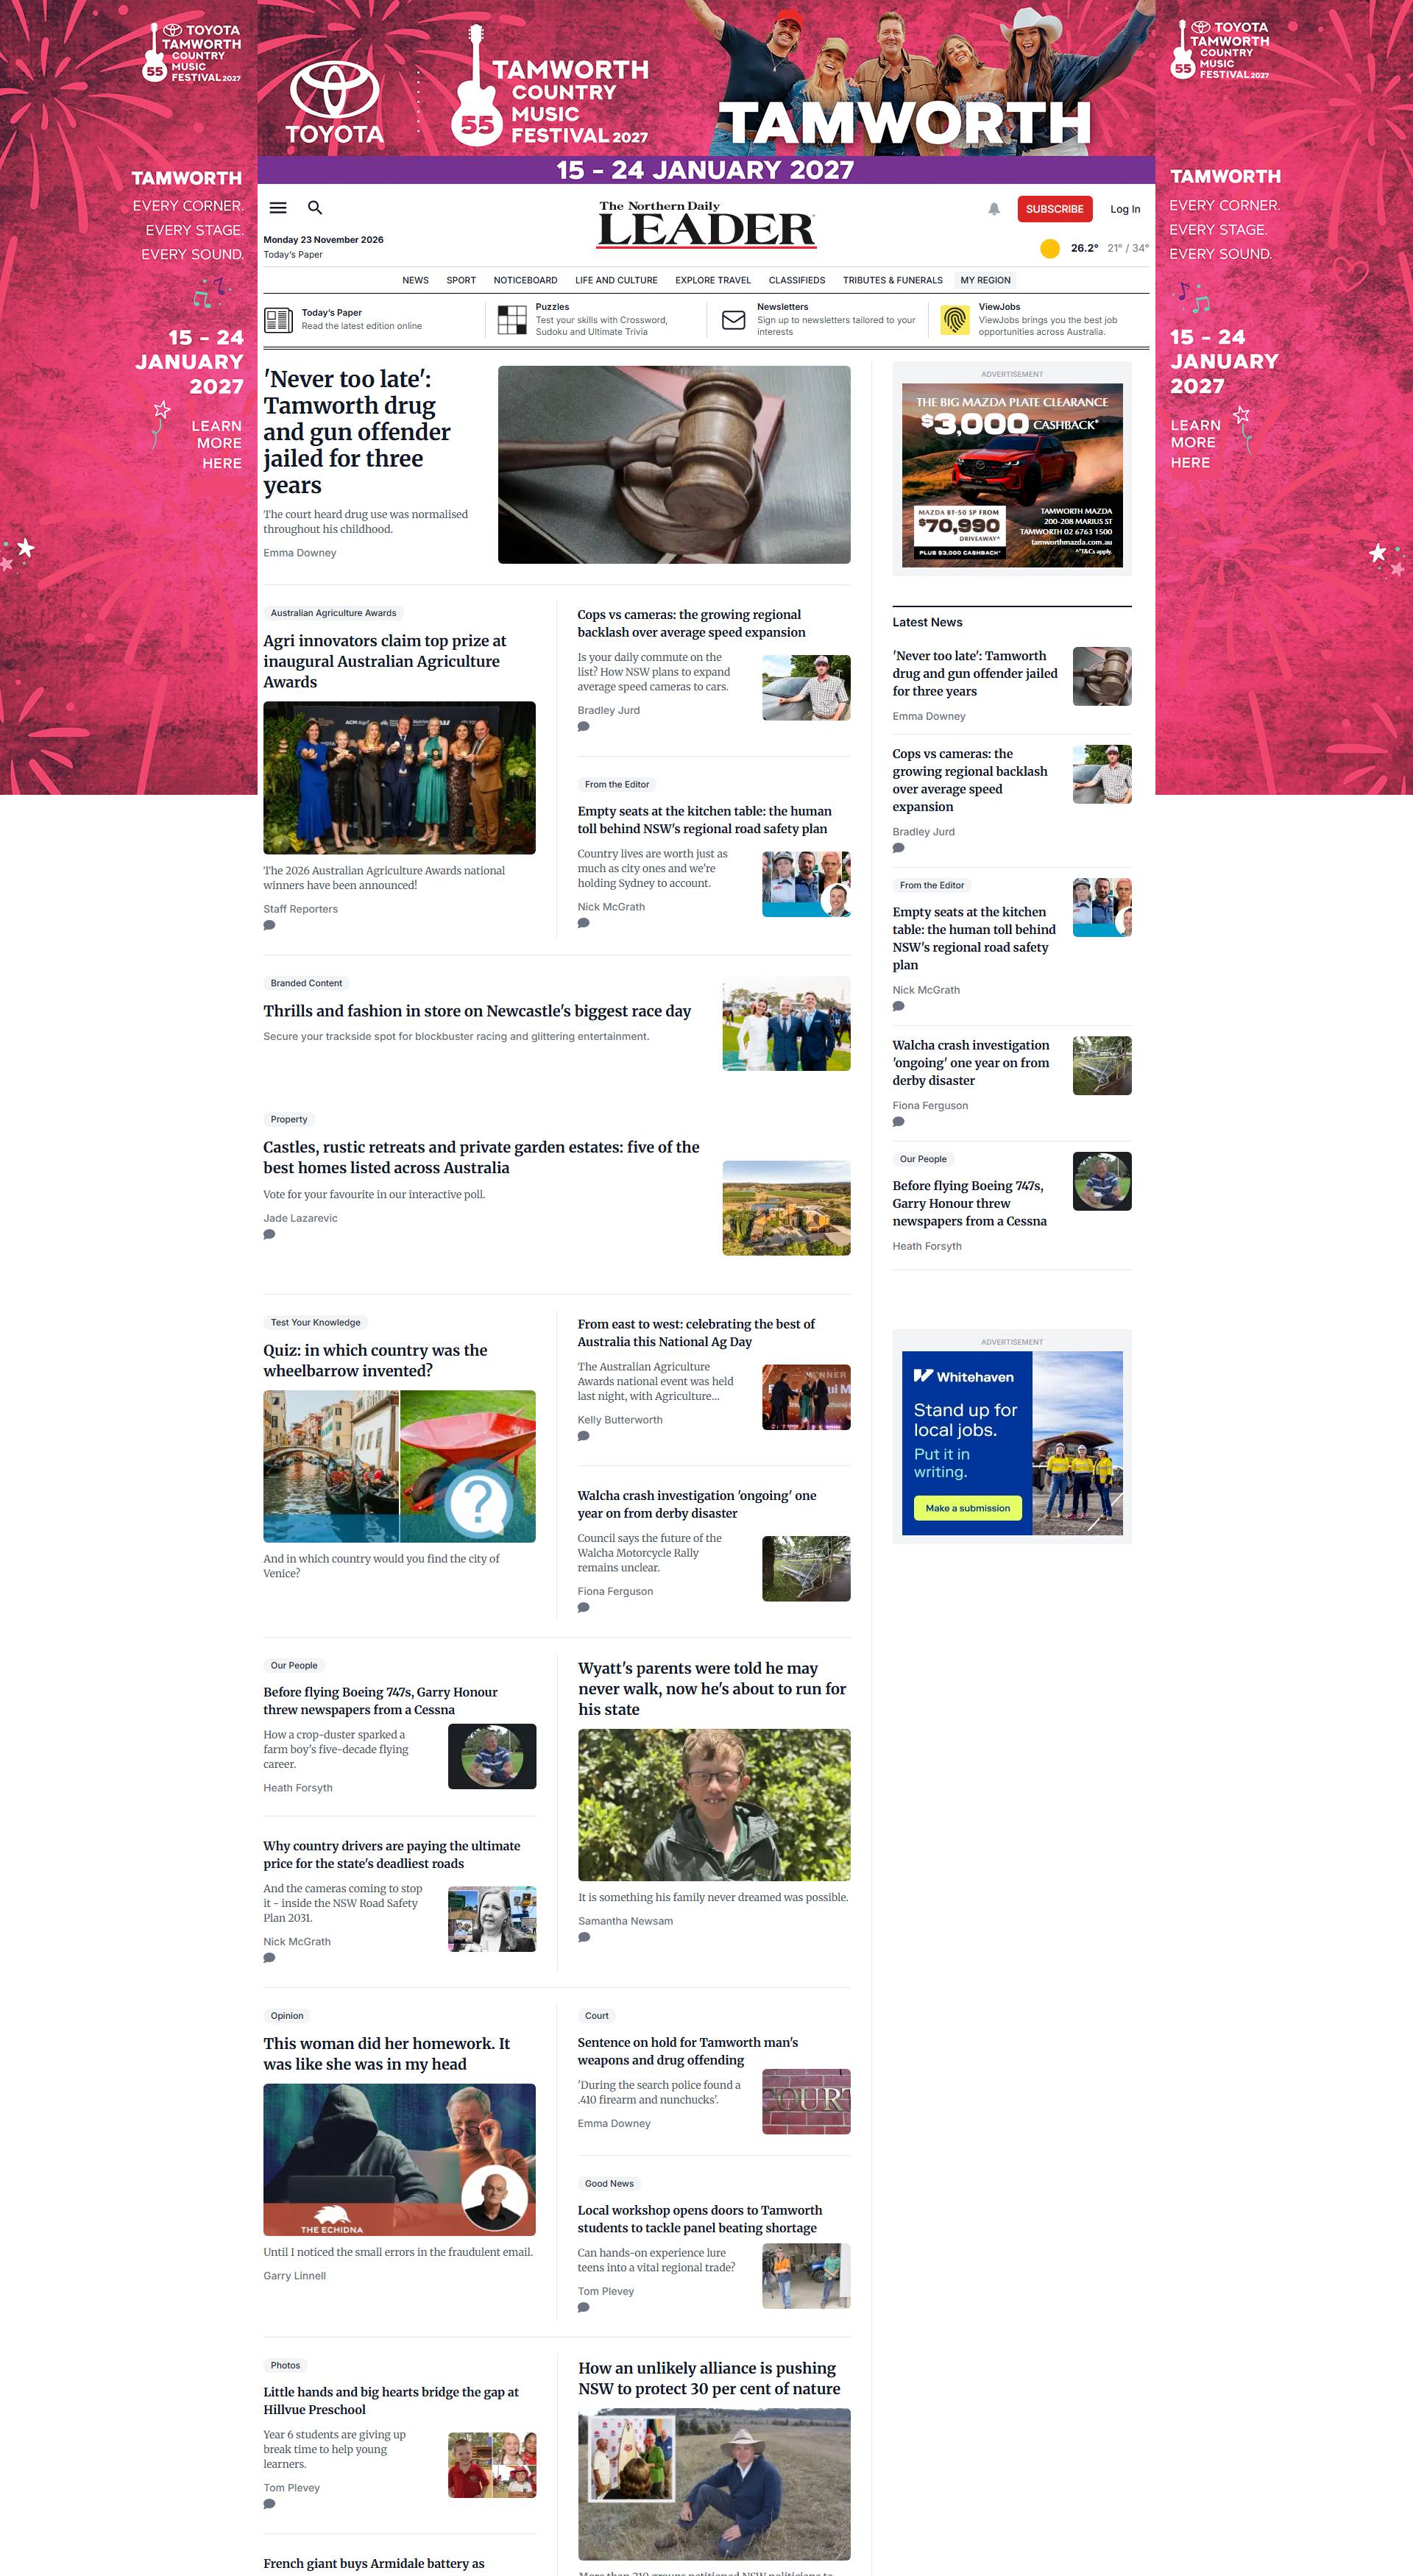 TOYOTA
TAMWORTH
COUNTRY
MUSIC
FESTIVAL 2027
55
TAMWORTH
EVERY CORNER.
EVERY STAGE.
EVERY SOUND.
15 - 24
JANUARY
2027
LEARN
MORE
HERE
TOYOTA
55
TAMWORTH
COUNTRY
MUSIC
FESTIVAL 2027
TAMWORTH
15 - 24 JANUARY 2027
TOYOTA
TAMWORTH
COUNTRY
MUSIC
FESTIVAL 2027
55
TAMWORTH
EVERY CORNER.
EVERY STAGE.
EVERY SOUND.
15 - 24
JANUARY
2027
LEARN
MORE
HERE
The Northern Daily
LEADER
SUBSCRIBE
Log In
Monday 23 November 2026
Today's Paper
26.2° 21° / 34°
NEWS SPORT NOTICEBOARD LIFE AND CULTURE EXPLORE TRAVEL CLASSIFIEDS TRIBUTES & FUNERALS MY REGION
Today's Paper
Read the latest edition online
Puzzles
Test your skills with Crossword,
Sudoku and Ultimate Trivia
Newsletters
Sign up to newsletters tailored to your
interests
ViewJobs
ViewJobs brings you the best job
opportunities across Australia.
'Never too late':
Tamworth drug
and gun offender
jailed for three
years
The court heard drug use was normalised
throughout his childhood.
Emma Downey
Australian Agriculture Awards
Agri innovators claim top prize at
inaugural Australian Agriculture
Awards
The 2026 Australian Agriculture Awards national
winners have been announced!
Staff Reporters
Cops vs cameras: the growing regional
backlash over average speed expansion
Is your daily commute on the
list? How NSW plans to expand
average speed cameras to cars.
Bradley Jurd
From the Editor
Empty seats at the kitchen table: the human
toll behind NSW's regional road safety plan
Country lives are worth just as
much as city ones and we're
holding Sydney to account.
Nick McGrath
Branded Content
Thrills and fashion in store on Newcastle's biggest race day
Secure your trackside spot for blockbuster racing and glittering entertainment.
Property
Castles, rustic retreats and private garden estates: five of the
best homes listed across Australia
Vote for your favourite in our interactive poll.
Jade Lazarevic
Test Your Knowledge
Quiz: in which country was the
wheelbarrow invented?
?
And in which country would you find the city of
Venice?
From east to west: celebrating the best of
Australia this National Ag Day
The Australian Agriculture
Awards national event was held
last night, with Agriculture...
Kelly Butterworth
Walcha crash investigation 'ongoing' one
year on from derby disaster
Council says the future of the
Walcha Motorcycle Rally
remains unclear.
Fiona Ferguson
Our People
Before flying Boeing 747s, Garry Honour
threw newspapers from a Cessna
How a crop-duster sparked a
farm boy's five-decade flying
career.
Heath Forsyth
Why country drivers are paying the ultimate
price for the state's deadliest roads
And the cameras coming to stop
it - inside the NSW Road Safety
Plan 2031.
Nick McGrath
Wyatt's parents were told he may
never walk, now he's about to run for
his state
It is something his family never dreamed was possible.
Samantha Newsam
Opinion
This woman did her homework. It
was like she was in my head
THE ECHIDNA
Until I noticed the small errors in the fraudulent email.
Garry Linnell
Court
Sentence on hold for Tamworth man's
weapons and drug offending
'During the search police found a
.410 firearm and nunchucks'.
Emma Downey
COURT
Good News
Local workshop opens doors to Tamworth
students to tackle panel beating shortage
Can hands-on experience lure
teens into a vital regional trade?
Tom Plevey
Photos
Little hands and big hearts bridge the gap at
Hillvue Preschool
Year 6 students are giving up
break time to help young
learners.
Tom Plevey
French giant buys Armidale battery as
How an unlikely alliance is pushing
NSW to protect 30 per cent of nature
More than 210 groups petitioned NSW politicians to
ADVERTISEMENT
THE BIG MAZDA PLATE CLEARANCE
$3,000 CASHBACK*
MAZDA BT-50 SP FROM
$70,990
DRIVEAWAY^
PLUS $3,000 CASHBACK*
TAMWORTH MAZDA
200-208 MARIUS ST
TAMWORTH 02 6763 1500
tamworthmazda.com.au
^*T&Cs apply.
Latest News
'Never too late': Tamworth
drug and gun offender jailed
for three years
Emma Downey
Cops vs cameras: the
growing regional backlash
over average speed
expansion
Bradley Jurd
From the Editor
Empty seats at the kitchen
table: the human toll behind
NSW's regional road safety
plan
Nick McGrath
Walcha crash investigation
'ongoing' one year on from
derby disaster
Fiona Ferguson
Our People
Before flying Boeing 747s,
Garry Honour threw
newspapers from a Cessna
Heath Forsyth
ADVERTISEMENT
Whitehaven
Stand up for
local jobs.
Put it in
writing.
Make a submission